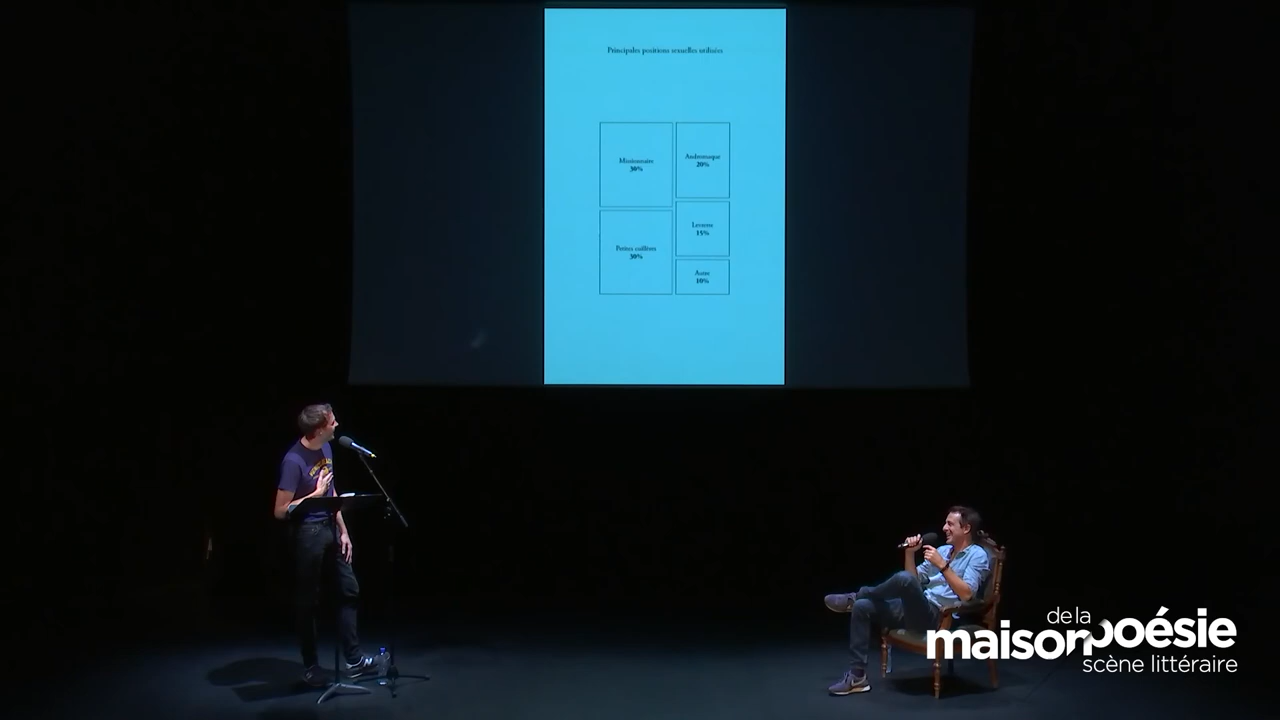 Principales positions sexuelles utilisées
Missionnaire
30%
Andromaque
20%
Levrette
15%
Petites cuillères
30%
Autre
10%
de la
maison poésie
scène littéraire